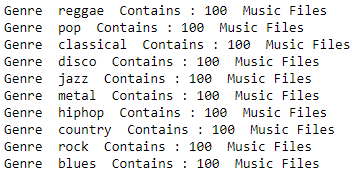 Genre  reggae  Contains : 100  Music Files
Genre  pop  Contains : 100  Music Files
Genre  classical  Contains : 100  Music Files
Genre  disco  Contains : 100  Music Files
Genre  jazz  Contains : 100  Music Files
Genre  metal  Contains : 100  Music Files
Genre  hiphop  Contains : 100  Music Files
Genre  country  Contains : 100  Music Files
Genre  rock  Contains : 100  Music Files
Genre  blues  Contains : 100  Music Files